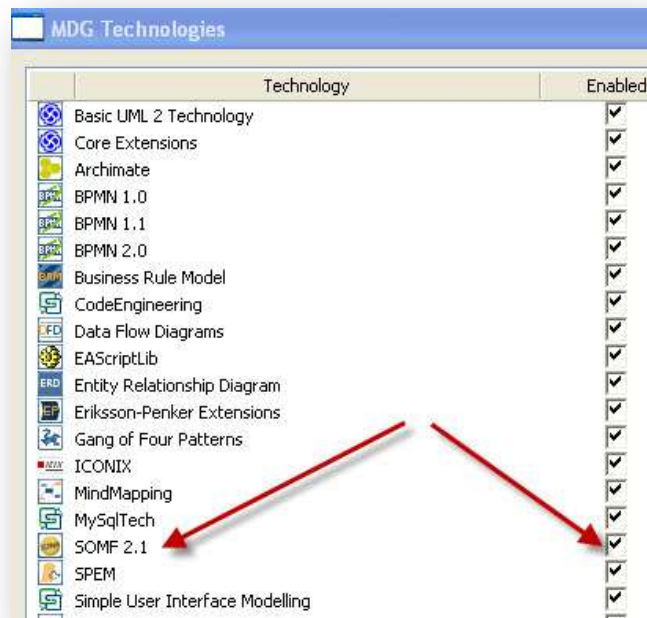 MDG Technologies
Technology Enabled
Basic UML 2 Technology
Core Extensions
Archimate
BPMN 1.0
BPMN 1.1
BPMN 2.0
Business Rule Model
CodeEngineering
Data Flow Diagrams
EAScriptLib
ERD Entity Relationship Diagram
EP Eriksson-Penker Extensions
Gang of Four Patterns
ICONIX
MindMapping
MySqlTech
SOMF 2.1
SPEM
Simple User Interface Modelling